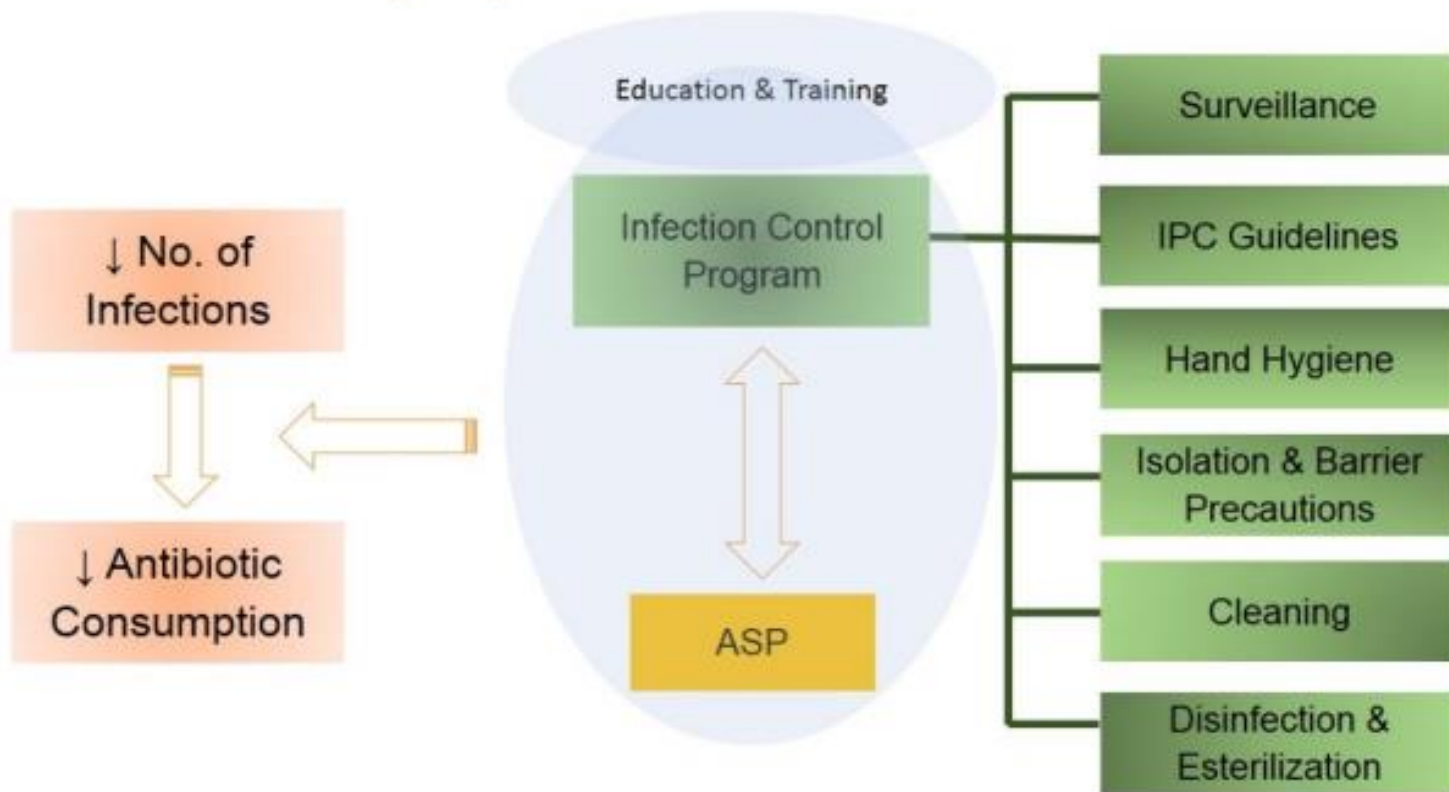 Education & Training
Surveillance
Infection Control
Program
IPC Guidelines
↓ No. of
Infections
Hand Hygiene
Isolation & Barrier
Precautions
↓ Antibiotic
Consumption
ASP
Cleaning
Disinfection &
Esterilization